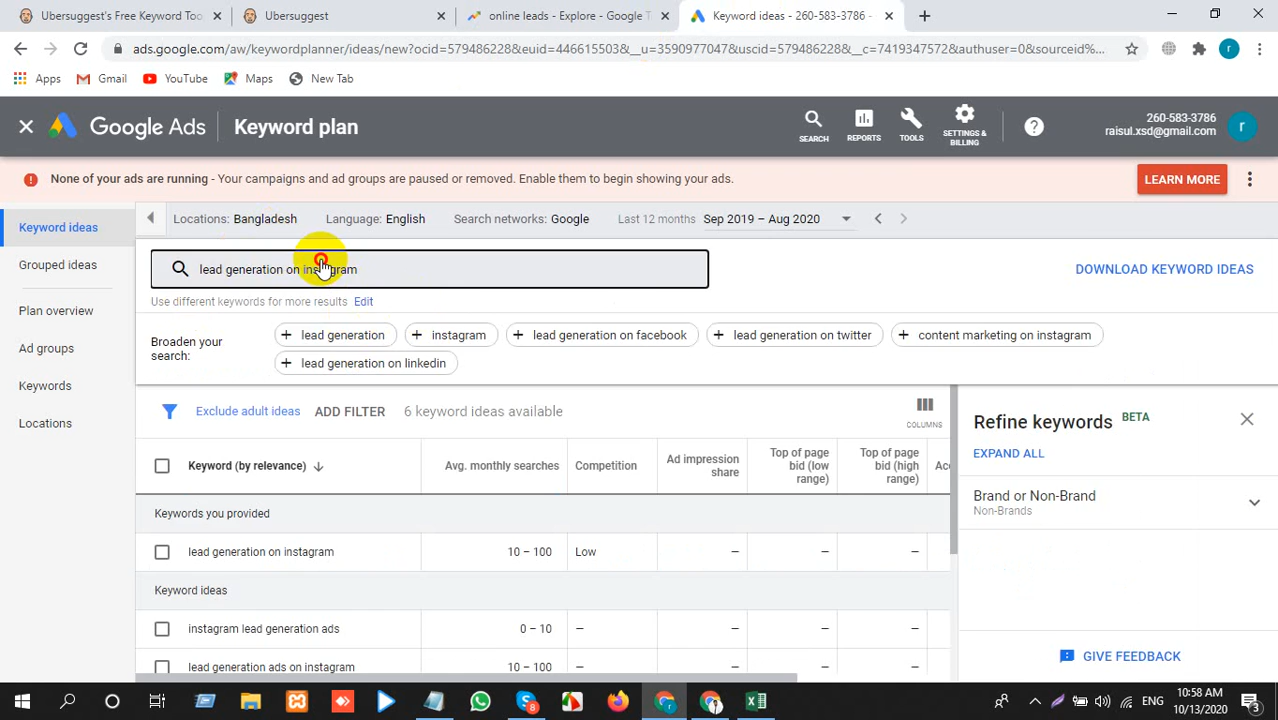 Ubersuggest's Free Keyword Too
Ubersuggest
online leads - Explore - Google T
Keyword ideas - 260-583-3786 -
ads.google.com/aw/keywordplanner/ideas/new?ocid=579486228&euid=446615503&__u=3590977047&uscid=579486228&__c=7419347572&authuser=0&sourceid%...
r
Apps
Gmail
YouTube
Maps
New Tab
Google Ads
Keyword plan
SEARCH
REPORTS
TOOLS
SETTINGS &
BILLING
260-583-3786
raisul.xsd@gmail.com
r
None of your ads are running - Your campaigns and ad groups are paused or removed. Enable them to begin showing your ads.
LEARN MORE
Keyword ideas
Grouped ideas
Plan overview
Ad groups
Keywords
Locations
Locations: Bangladesh
Language: English
Search networks: Google
Last 12 months
Sep 2019 – Aug 2020
lead generation on instagram
DOWNLOAD KEYWORD IDEAS
Use different keywords for more results Edit
Broaden your
search:
+ lead generation
+ instagram
+ lead generation on facebook
+ lead generation on twitter
+ content marketing on instagram
+ lead generation on linkedin
Exclude adult ideas
ADD FILTER
6 keyword ideas available
COLUMNS
Keyword (by relevance)
Avg. monthly searches
Competition
Ad impression
share
Top of page
bid (low
range)
Top of page
bid (high
range)
Acc
Keywords you provided
lead generation on instagram
10 – 100
Low
–
–
–
Keyword ideas
instagram lead generation ads
0 – 10
–
–
–
–
lead generation ads on instagram
10 – 100
–
–
–
–
Refine keywords BETA
EXPAND ALL
Brand or Non-Brand
Non-Brands
GIVE FEEDBACK
8
ENG
10:58 AM
10/13/2020
3